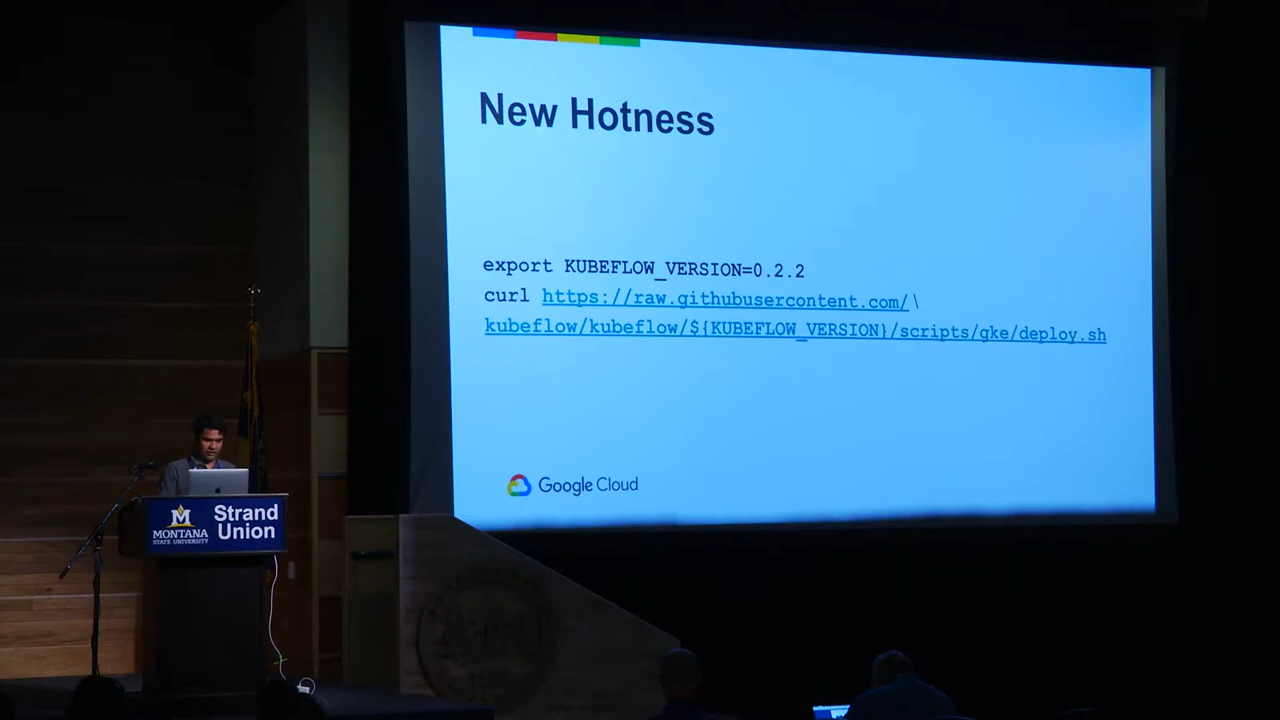 New Hotness
export KUBEFLOW_VERSION=0.2.2
curl https://raw.githubusercontent.com/\
kubeflow/kubeflow/${KUBEFLOW_VERSION}/scripts/gke/deploy.sh
Google Cloud
M
MONTANA
STATE UNIVERSITY
Strand
Union